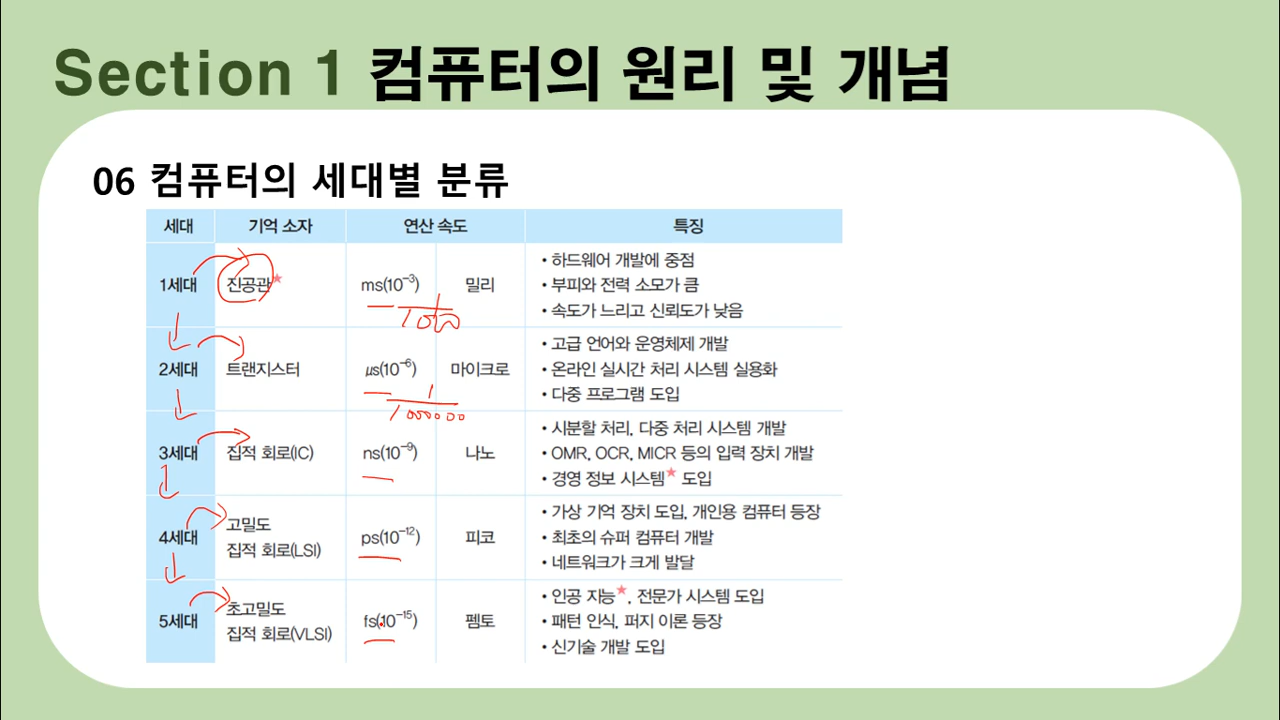 Section 1 컴퓨터의 원리 및 개념
06 컴퓨터의 세대별 분류
세대 기억 소자 연산 속도 특징
1세대 진공관* ms(10⁻³) 밀리
• 하드웨어 개발에 중점
• 부피와 전력 소모가 큼
• 속도가 느리고 신뢰도가 낮음
1
1000
2세대 트랜지스터 μs(10⁻⁶) 마이크로
• 고급 언어와 운영체제 개발
• 온라인 실시간 처리 시스템 실용화
• 다중 프로그램 도입
1
1000000
3세대 집적 회로(IC) ns(10⁻⁹) 나노
• 시분할 처리, 다중 처리 시스템 개발
• OMR, OCR, MICR 등의 입력 장치 개발
• 경영 정보 시스템* 도입
4세대 고밀도
집적 회로(LSI) ps(10⁻¹²) 피코
• 가상 기억 장치 도입, 개인용 컴퓨터 등장
• 최초의 슈퍼 컴퓨터 개발
• 네트워크가 크게 발달
5세대 초고밀도
집적 회로(VLSI) fs(10⁻¹⁵) 펨토
• 인공 지능*, 전문가 시스템 도입
• 패턴 인식, 퍼지 이론 등장
• 신기술 개발 도입